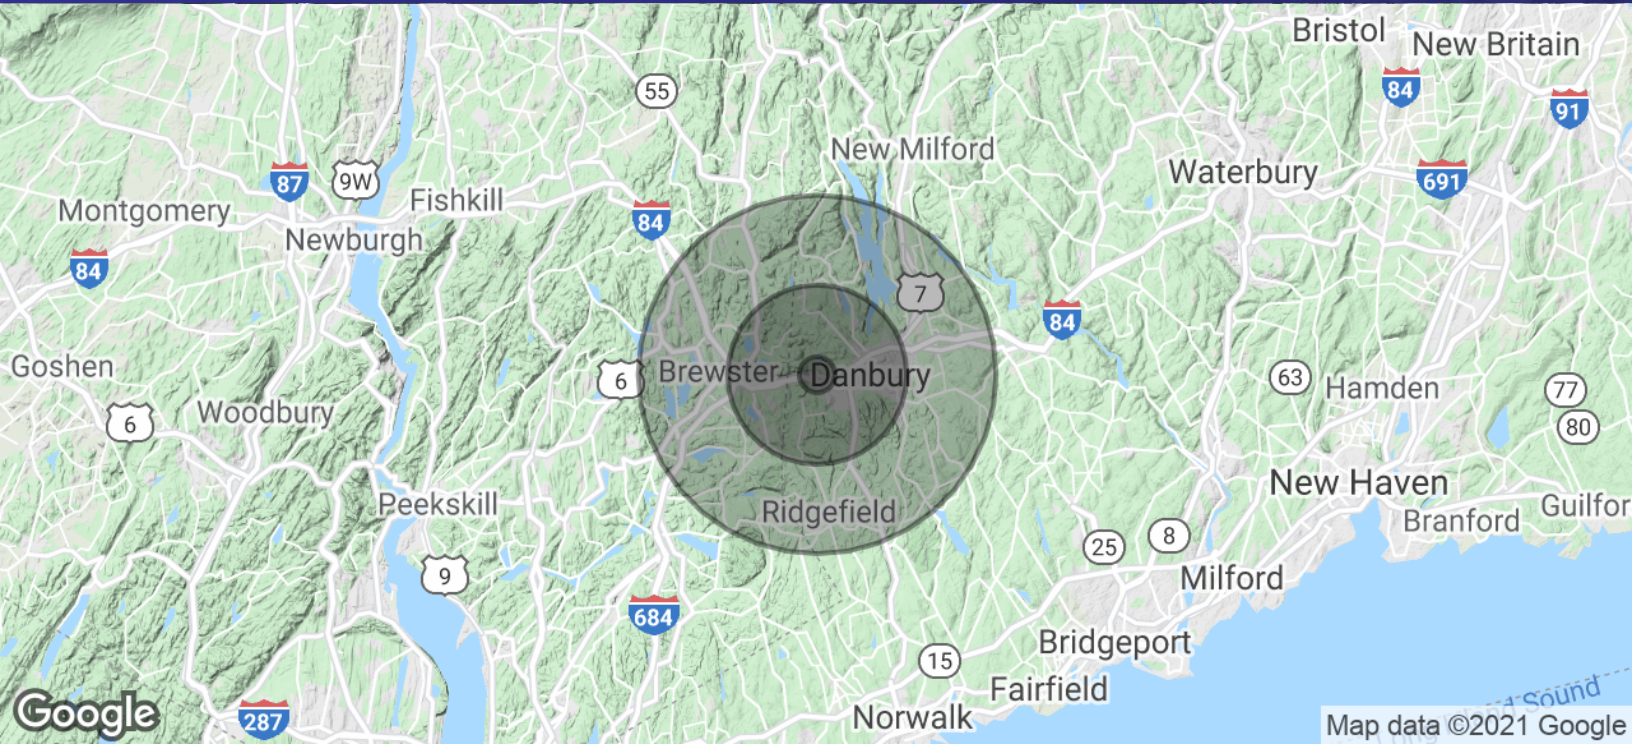 Bristol
New Britain
84
91
55
New Milford
Waterbury
691
87
9W
Fishkill
84
Montgomery
Newburgh
84
7
84
Goshen
6
Brewster
Danbury
63
Hamden
77
6
Woodbury
80
New Haven
Peekskill
Ridgefield
Guilfor
Branford
25
8
9
Milford
684
Bridgeport
15
Fairfield
Norwalk
287
Google
Long Island Sound
Map data ©2021 Google